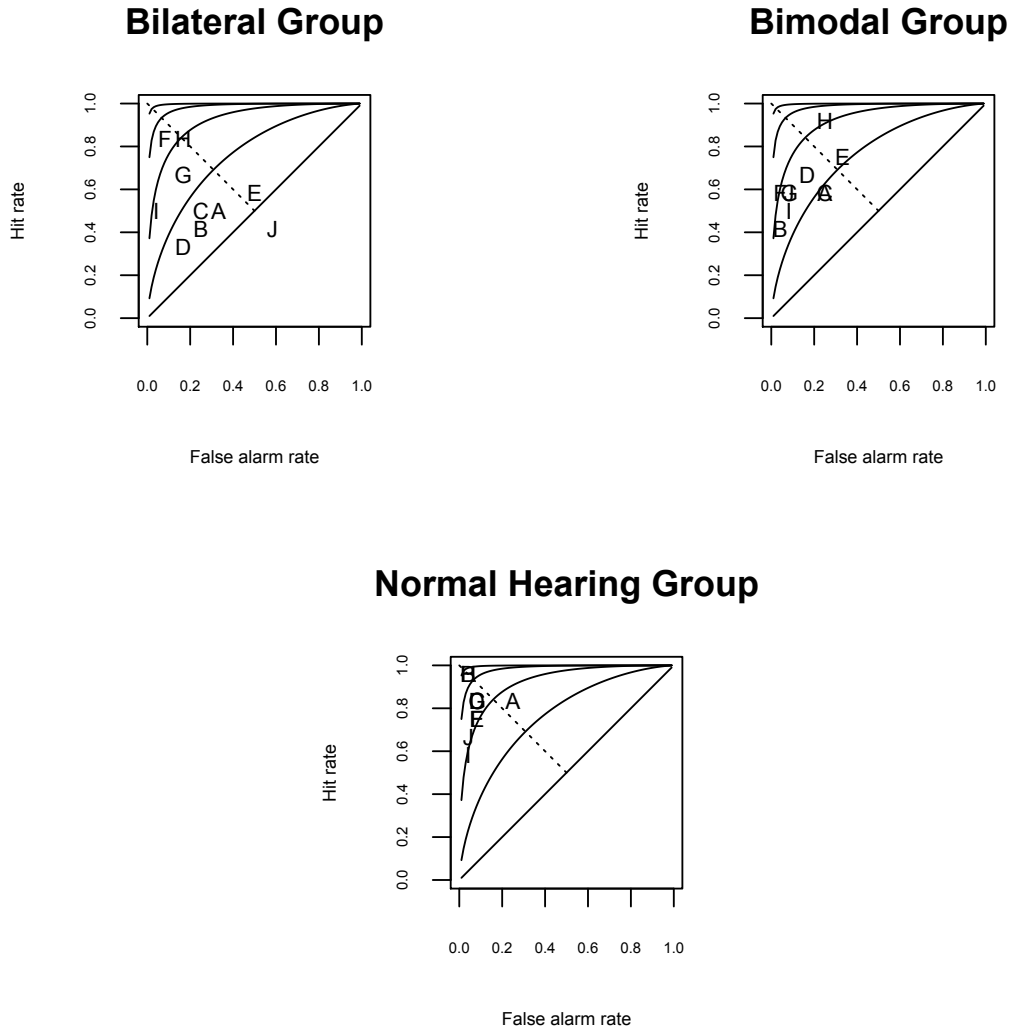 Bilateral Group
Hit rate
1.0
0.8
0.6
0.4
0.2
0.0
F H
G
I
E
C A
B
J
D
0.0 0.2 0.4 0.6 0.8 1.0
False alarm rate
Bimodal Group
Hit rate
1.0
0.8
0.6
0.4
0.2
0.0
H
E
D
F G A
I
B
0.0 0.2 0.4 0.6 0.8 1.0
False alarm rate
Normal Hearing Group
Hit rate
1.0
0.8
0.6
0.4
0.2
0.0
H
G A
E
J
I
0.0 0.2 0.4 0.6 0.8 1.0
False alarm rate